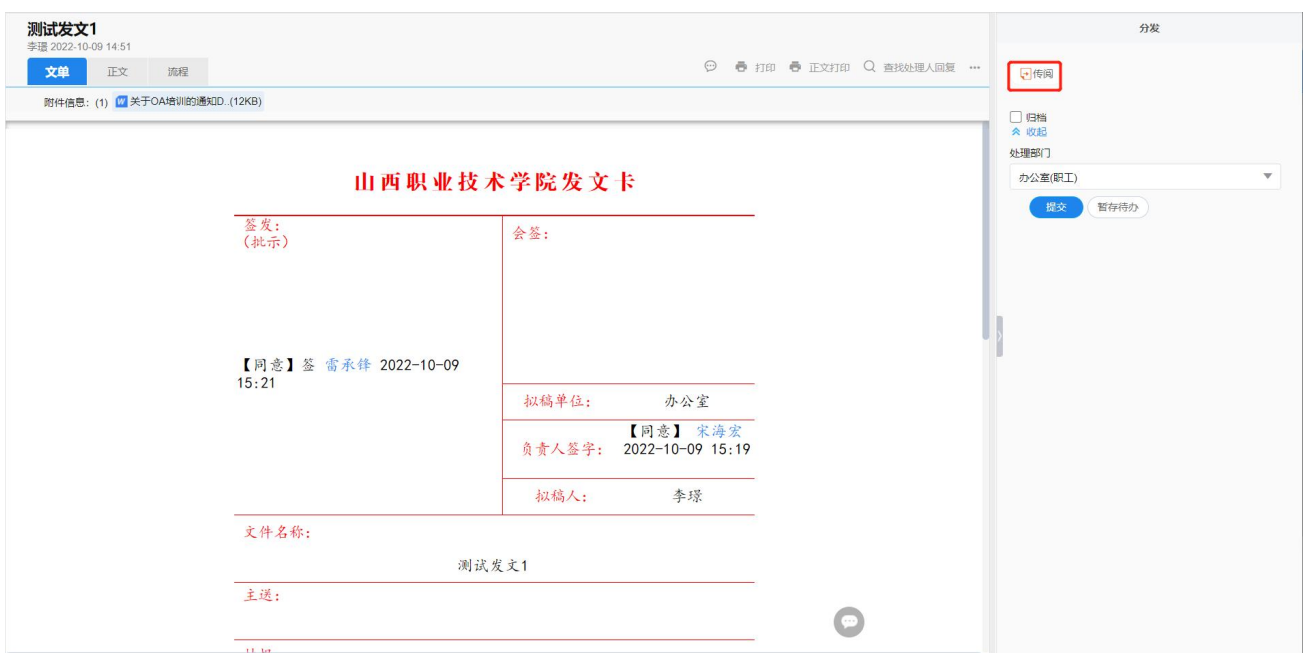 测试发文1
李璟 2022-10-09 14:51
文单 正文 流程
打印 正文打印 查找处理人回复 ...
附件信息: (1) 关于OA培训的通知D..(12KB)
山西职业技术学院发文卡
签发:
(批示)
【同意】签 雷承锋 2022-10-09
15:21
会签:
拟稿单位: 办公室
负责人签字: 【同意】 宋海宏
2022-10-09 15:19
拟稿人: 李璟
文件名称:
测试发文1
主送:
分发
传阅
归档
收起
处理部门
办公室(职工)
提交 暂存待办